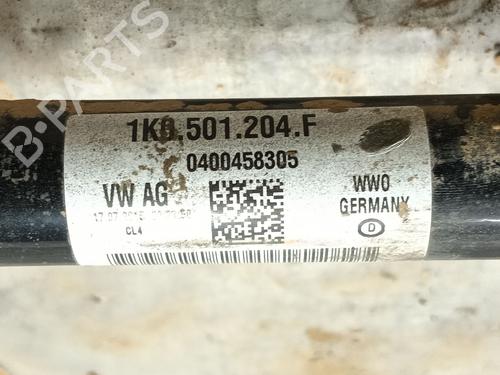 B-PARTS
1K0.501.204.F
0400458305
VW AG
WWO
GERMANY
CL4
D